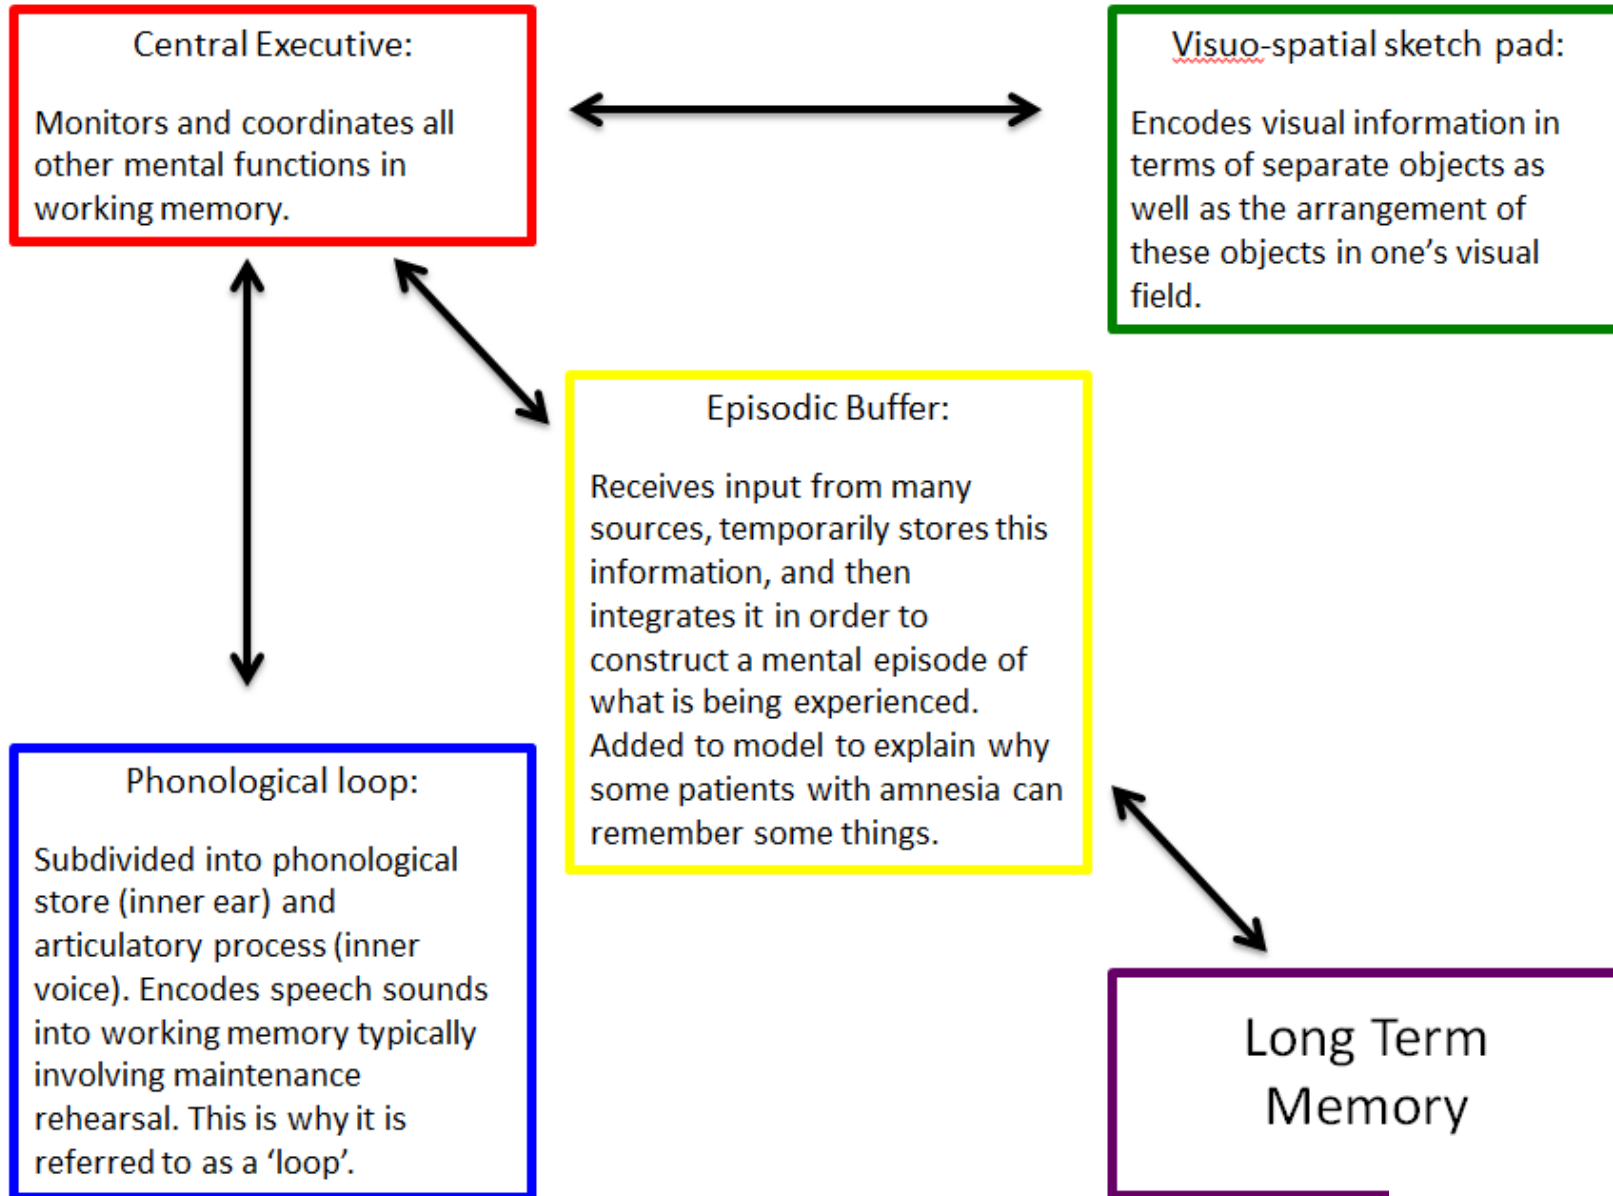 Central Executive:
Monitors and coordinates all
other mental functions in
working memory.
Visuo-spatial sketch pad:
Encodes visual information in
terms of separate objects as
well as the arrangement of
these objects in one’s visual
field.
Episodic Buffer:
Receives input from many
sources, temporarily stores this
information, and then
integrates it in order to
construct a mental episode of
what is being experienced.
Added to model to explain why
some patients with amnesia can
remember some things.
Phonological loop:
Subdivided into phonological
store (inner ear) and
articulatory process (inner
voice). Encodes speech sounds
into working memory typically
involving maintenance
rehearsal. This is why it is
referred to as a ‘loop’.
Long Term
Memory